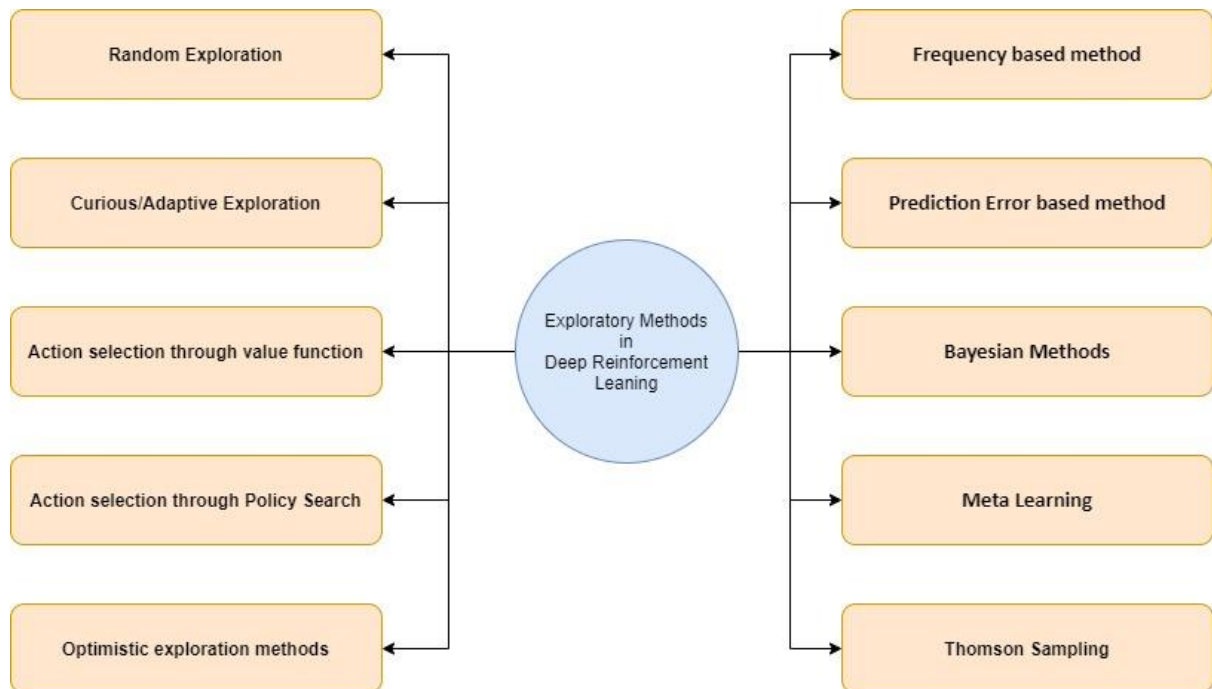 Random Exploration
Curious/Adaptive Exploration
Action selection through value function
Action selection through Policy Search
Optimistic exploration methods
Exploratory Methods
in
Deep Reinforcement
Leaning
Frequency based method
Prediction Error based method
Bayesian Methods
Meta Learning
Thomson Sampling